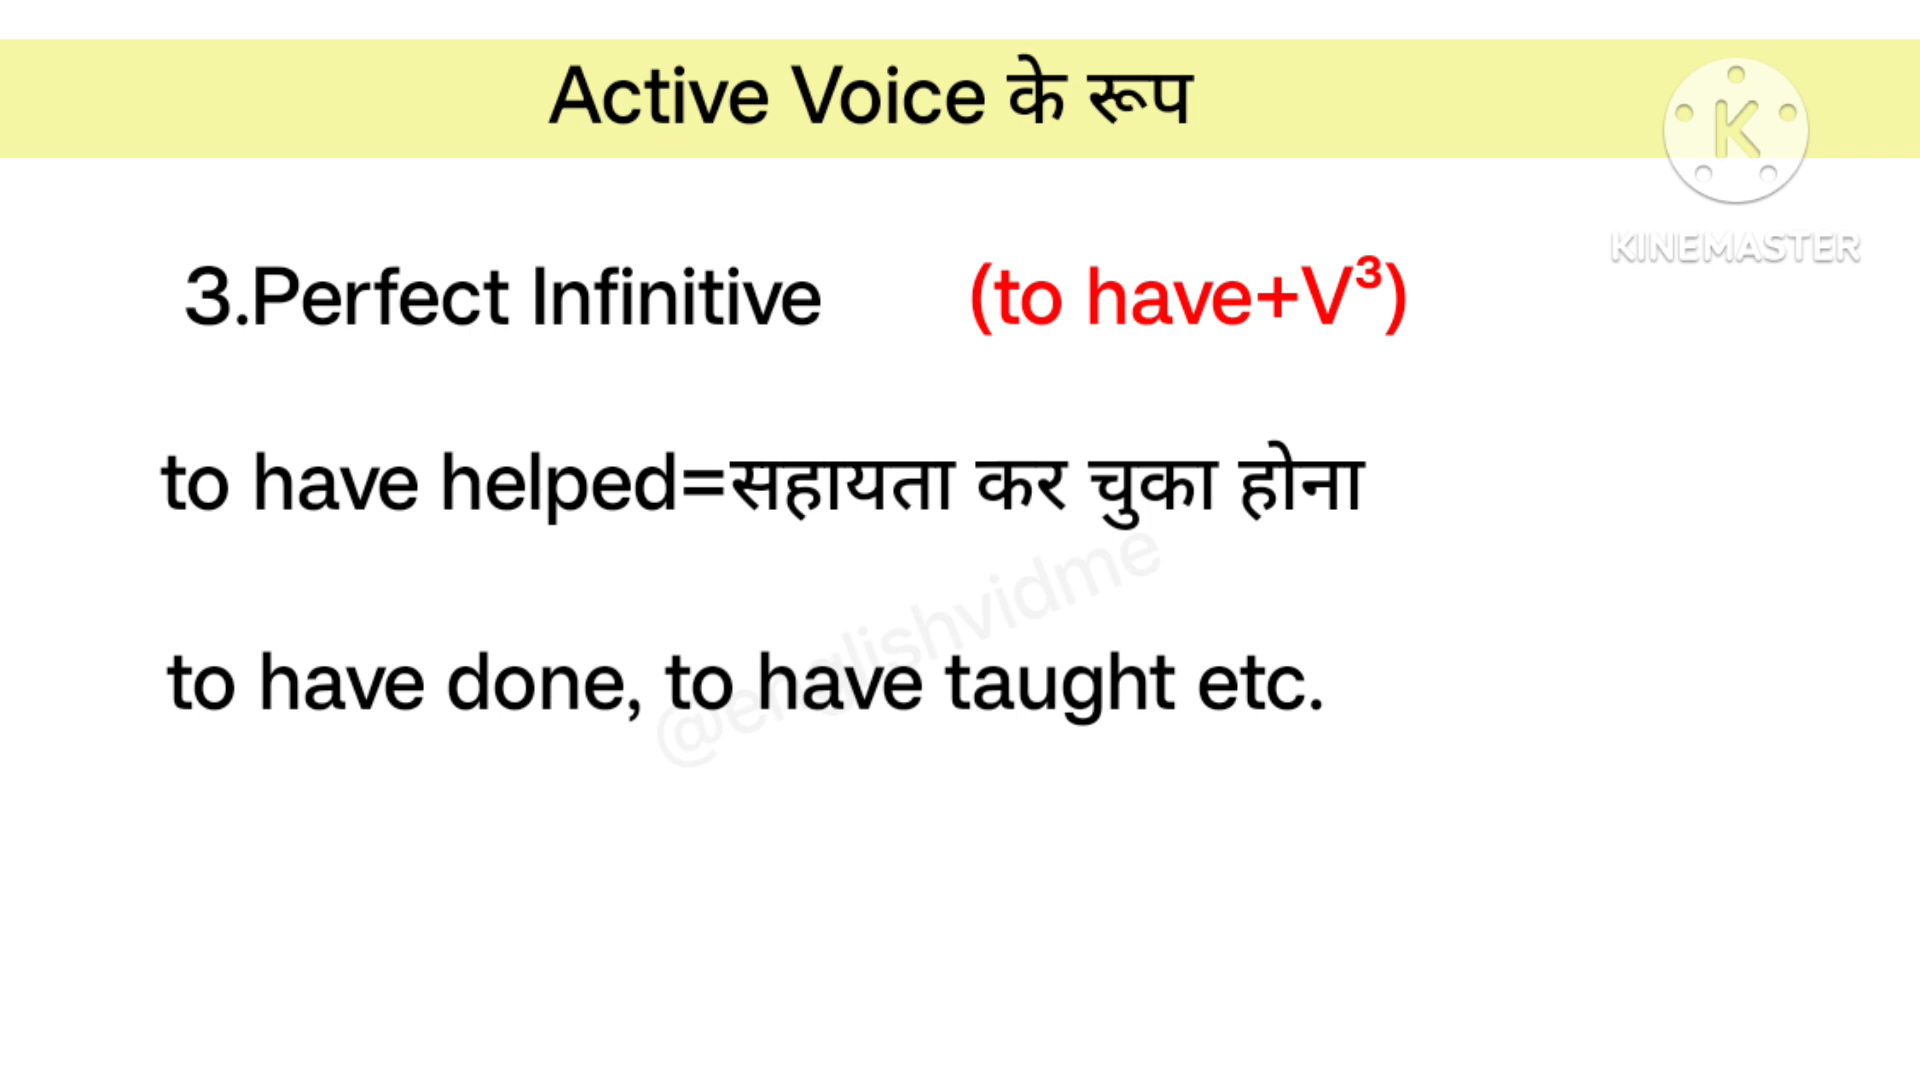 Active Voice के रूप
K
KINEMASTER
3.Perfect Infinitive (to have+V³)
to have helped=सहायता कर चुका होना
@englishvidme
to have done, to have taught etc.